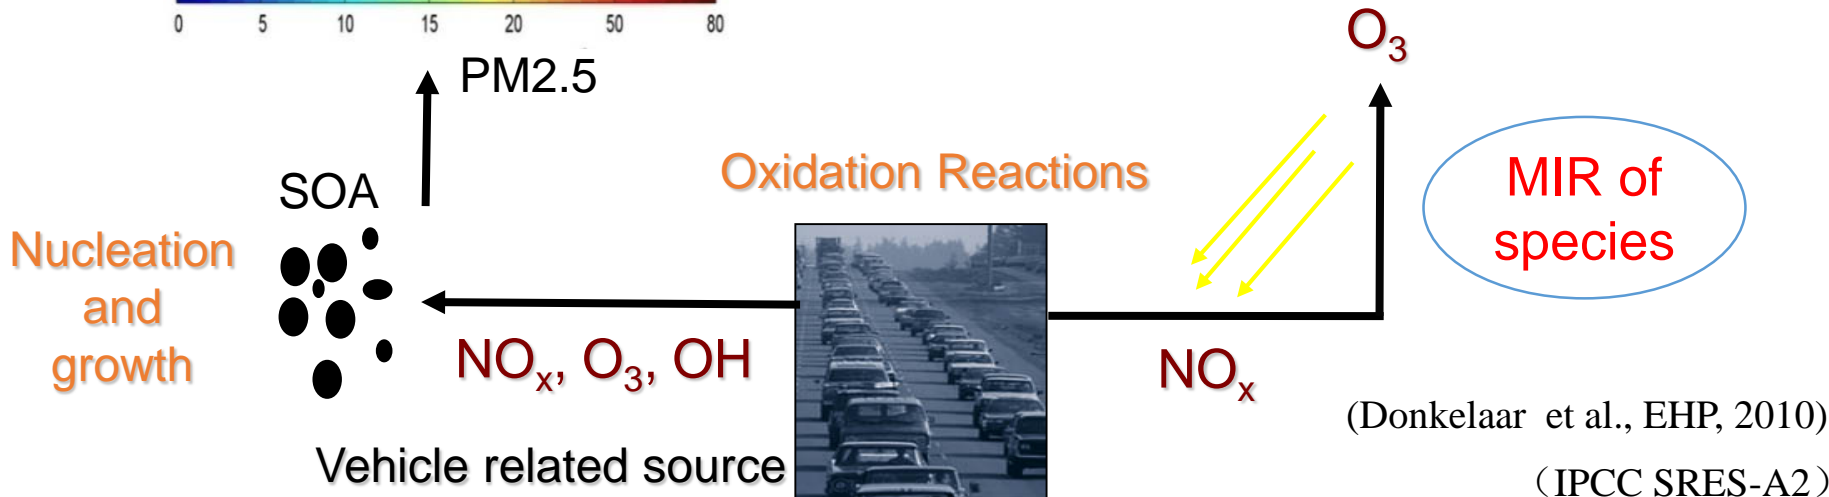 0 5 10 15 20 50 80
PM2.5
O₃
SOA
Oxidation Reactions
MIR of
species
Nucleation
and
growth
NOₓ, O₃, OH
NOₓ
Vehicle related source
(Donkelaar et al., EHP, 2010)
（IPCC SRES-A2）